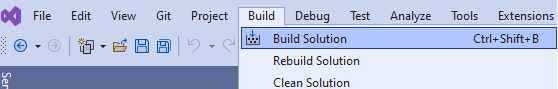 File Edit View Git Project Build Debug Test Analyze Tools Extensions
Build Solution Ctrl+Shift+B
Rebuild Solution
Clean Solution
Ser